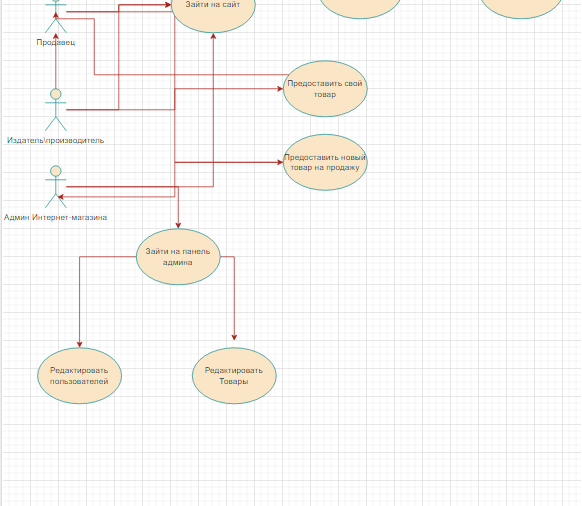 Зайти на сайт
Продавец
Предоставить свой
товар
Издатель\производитель
Предоставить новый
товар на продажу
Админ Интернет-магазина
Зайти на панель
админа
Редактировать
пользователей
Редактировать
Товары